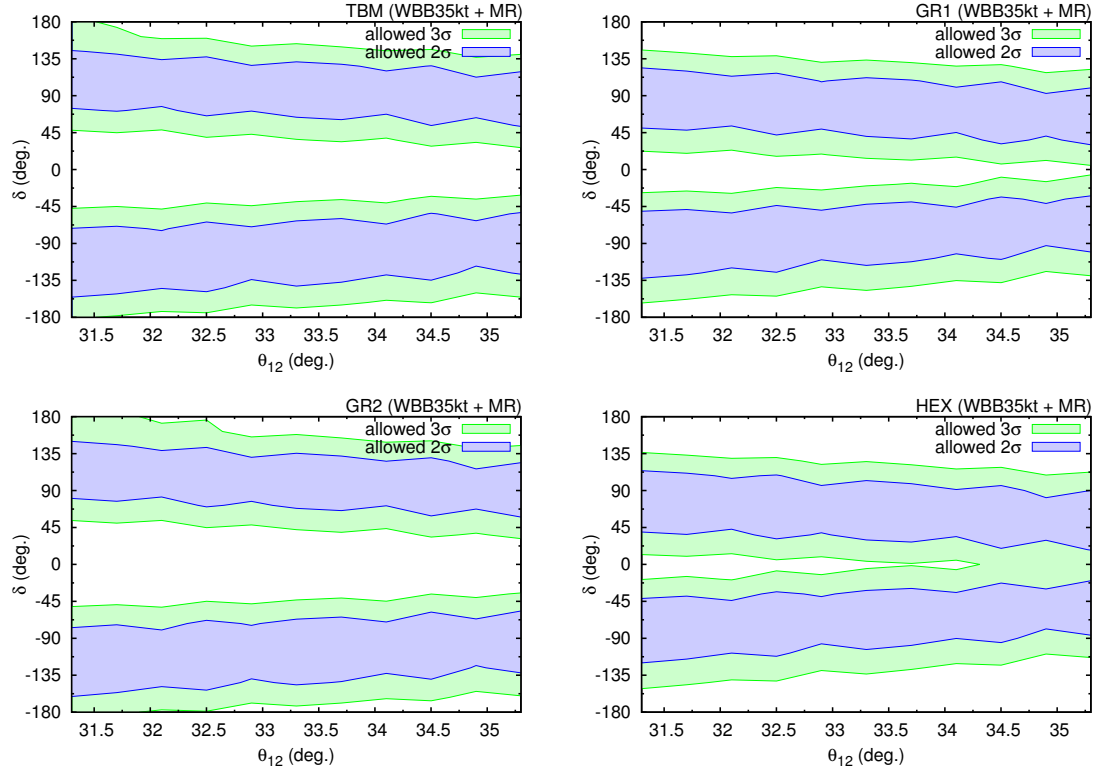 TBM (WBB35kt + MR)
allowed 3σ
allowed 2σ
180
135
90
45
0
-45
-90
-135
-180
δ (deg.)
31.5 32 32.5 33 33.5 34 34.5 35
θ12 (deg.)
GR1 (WBB35kt + MR)
allowed 3σ
allowed 2σ
180
135
90
45
0
-45
-90
-135
-180
δ (deg.)
31.5 32 32.5 33 33.5 34 34.5 35
θ12 (deg.)
GR2 (WBB35kt + MR)
allowed 3σ
allowed 2σ
180
135
90
45
0
-45
-90
-135
-180
δ (deg.)
31.5 32 32.5 33 33.5 34 34.5 35
θ12 (deg.)
HEX (WBB35kt + MR)
allowed 3σ
allowed 2σ
180
135
90
45
0
-45
-90
-135
-180
δ (deg.)
31.5 32 32.5 33 33.5 34 34.5 35
θ12 (deg.)